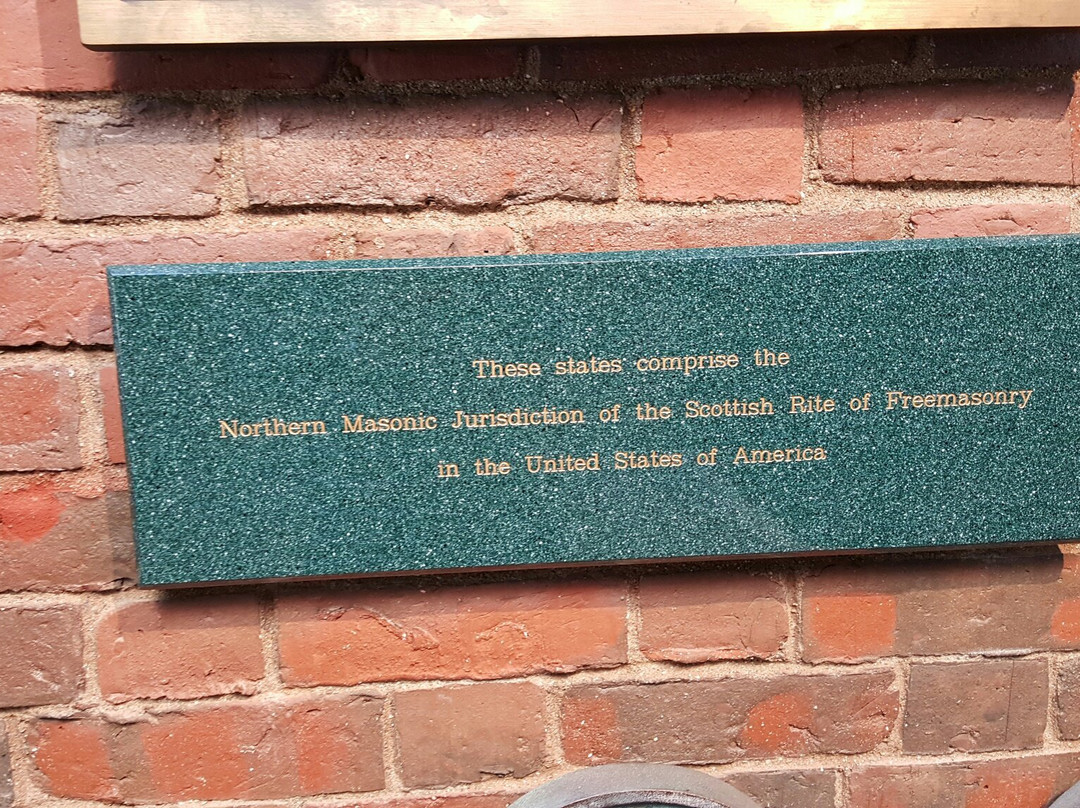 These states comprise the
Northern Masonic Jurisdiction of the Scottish Rite of Freemasonry
in the United States of America